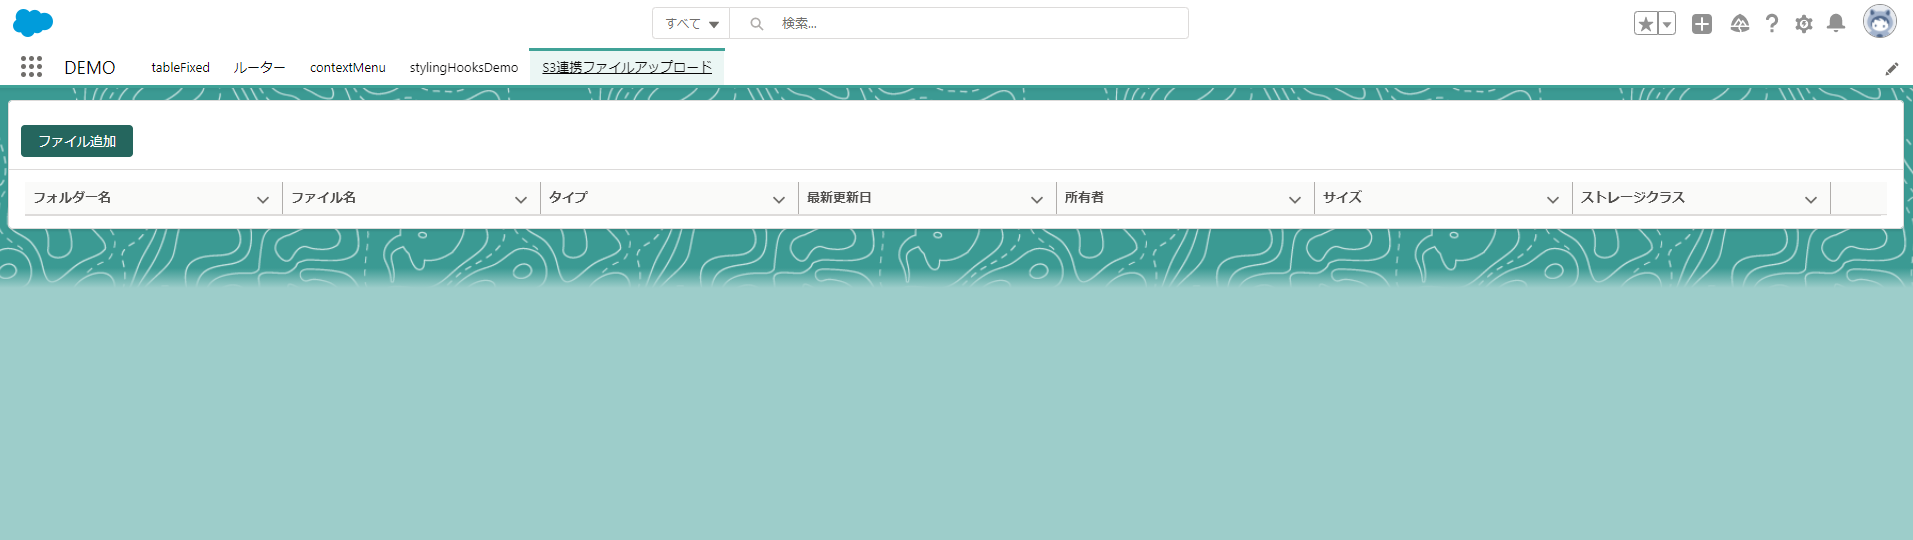 すべて 検索...
DEMO tableFixed ルーター contextMenu stylingHooksDemo S3連携ファイルアップロード
ファイル追加
フォルダー名 ファイル名 タイプ 最新更新日 所有者 サイズ ストレージクラス